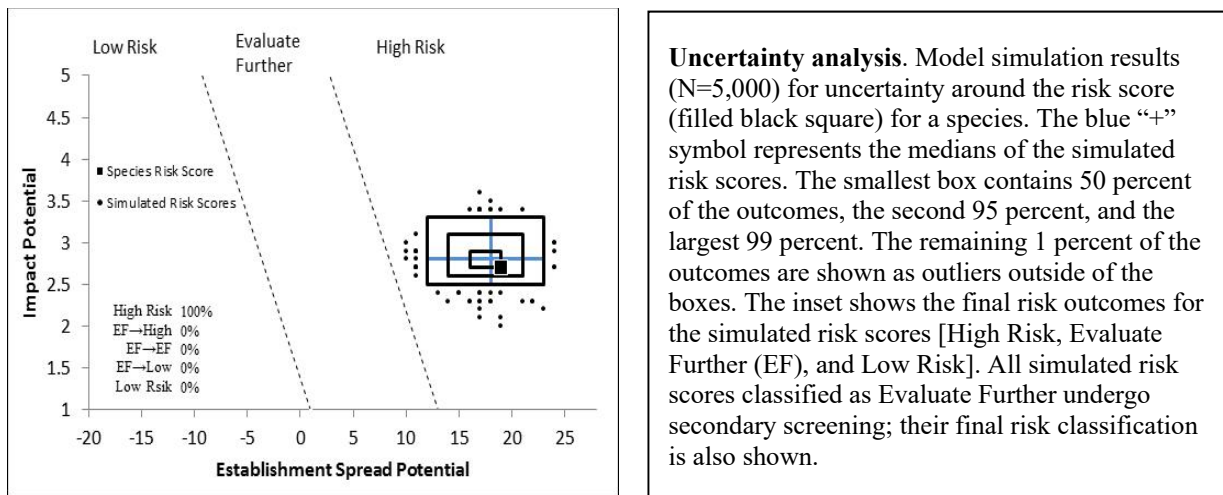 Low Risk
Evaluate
Further
High Risk
5
4.5
4
3.5
3
2.5
2
1.5
1
Impact Potential
■ Species Risk Score
• Simulated Risk Scores
High Risk 100%
EF→High 0%
EF→EF 0%
EF→Low 0%
Low Rsik 0%
-20 -15 -10 -5 0 5 10 15 20 25
Establishment Spread Potential
Uncertainty analysis. Model simulation results
(N=5,000) for uncertainty around the risk score
(filled black square) for a species. The blue “+”
symbol represents the medians of the simulated
risk scores. The smallest box contains 50 percent
of the outcomes, the second 95 percent, and the
largest 99 percent. The remaining 1 percent of the
outcomes are shown as outliers outside of the
boxes. The inset shows the final risk outcomes for
the simulated risk scores [High Risk, Evaluate
Further (EF), and Low Risk]. All simulated risk
scores classified as Evaluate Further undergo
secondary screening; their final risk classification
is also shown.